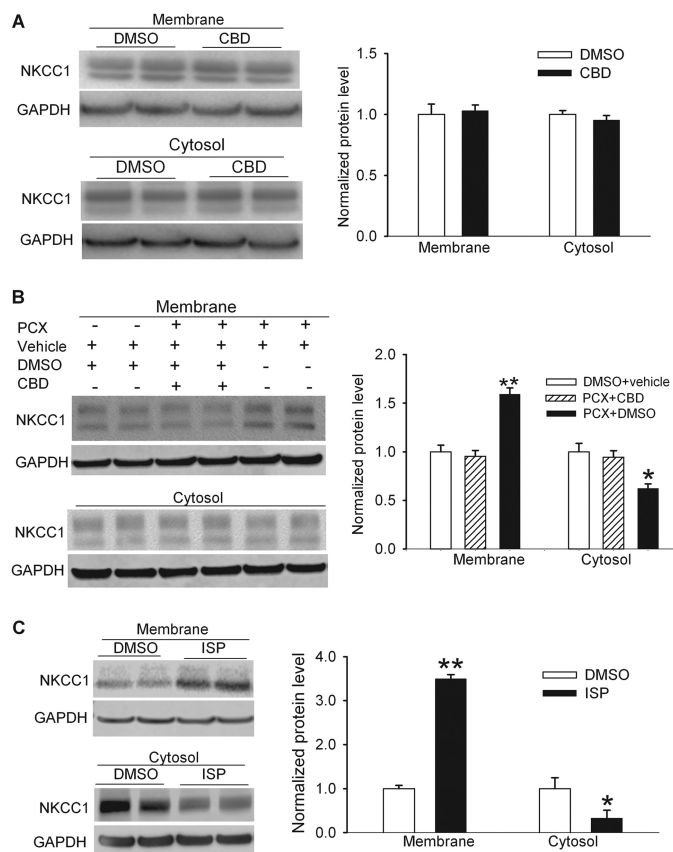 A
Membrane
DMSO CBD
NKCC1
GAPDH
Cytosol
DMSO CBD
NKCC1
GAPDH
Normalized protein level
1.5
1.0
0.5
0.0
DMSO
CBD
Membrane Cytosol
B
Membrane
PCX - - + + + +
Vehicle + + + + + +
DMSO + + + + - -
CBD - - + + - -
NKCC1
GAPDH
Cytosol
NKCC1
GAPDH
Normalized protein level
2.0
1.5
1.0
0.5
0.0
**
*
DMSO+vehicle
PCX+CBD
PCX+DMSO
Membrane Cytosol
C
Membrane
DMSO ISP
NKCC1
GAPDH
Cytosol
DMSO ISP
NKCC1
GAPDH
Normalized protein level
4.0
3.0
2.0
1.0
0.0
**
*
DMSO
ISP
Membrane Cytosol